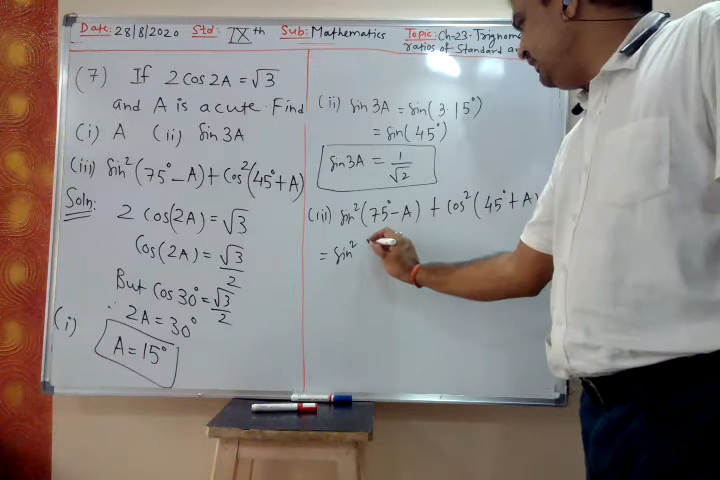 Date: 28/8/2020 Std: IXth Sub: Mathematics Topic: Ch-23-Trignom
ratios of Standard an
(7) If 2 cos 2A = √3
and A is acute. Find
(i) A (ii) Sin 3A
(iii) Sin²(75° – A) + Cos²(45° + A)
Soln:
2 Cos(2A) = √3
Cos(2A) = √3/2
But Cos 30° = √3/2
∴ 2A = 30°
(i) A = 15°
(ii) Sin 3A = Sin(3·15°)
= Sin(45°)
Sin 3A = 1/√2
(iii) Sin²(75° – A) + Cos²(45° + A)
= Sin²